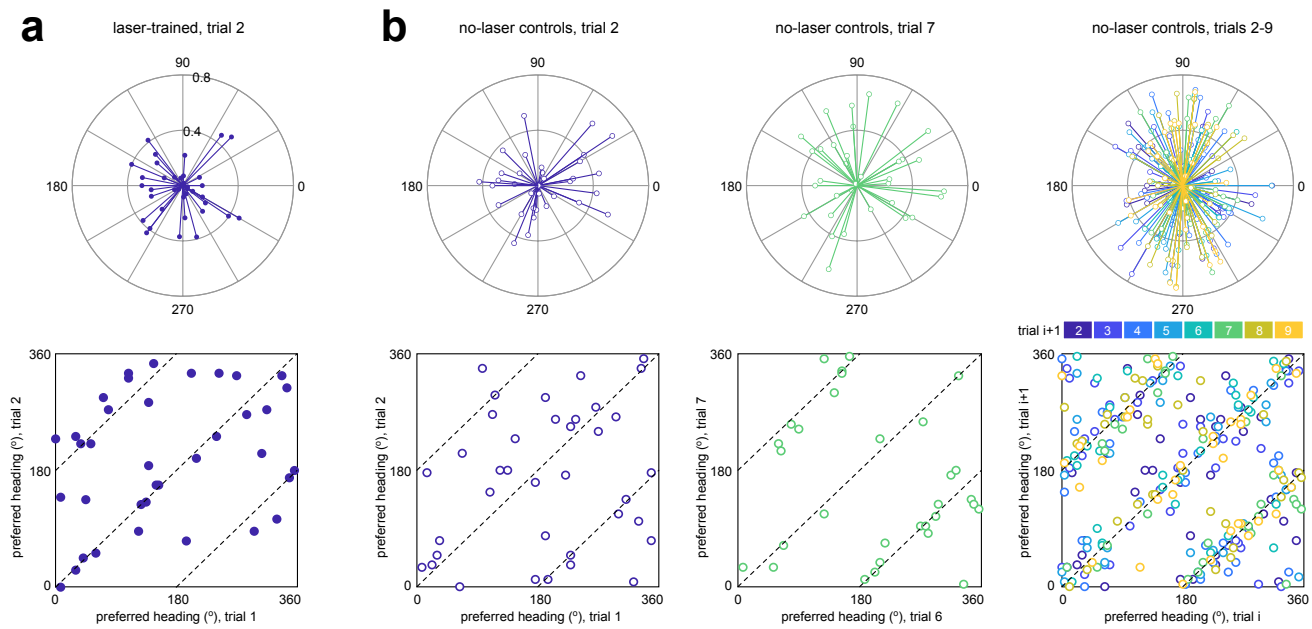 a
laser-trained, trial 2
90
0.8
0.4
180
0
270
b
no-laser controls, trial 2
90
180
0
270
no-laser controls, trial 7
90
180
0
270
no-laser controls, trials 2-9
90
180
0
270
trial i+1 2 3 4 5 6 7 8 9
preferred heading (º), trial 2
360
180
0
0 180 360
preferred heading (º), trial 1
preferred heading (º), trial 2
360
180
0
0 180 360
preferred heading (º), trial 1
preferred heading (º), trial 7
360
180
0
0 180 360
preferred heading (º), trial 6
preferred heading (º), trial i+1
360
180
0
0 180 360
preferred heading (º), trial i